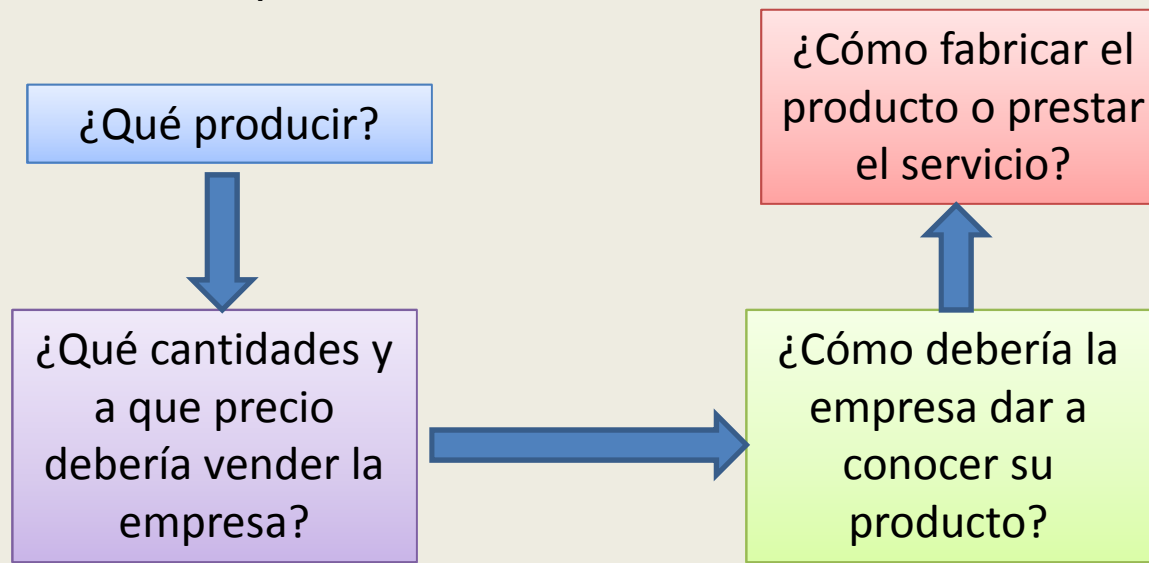 ¿Qué producir?
¿Qué cantidades y
a que precio
debería vender la
empresa?
¿Cómo debería la
empresa dar a
conocer su
producto?
¿Cómo fabricar el
producto o prestar
el servicio?